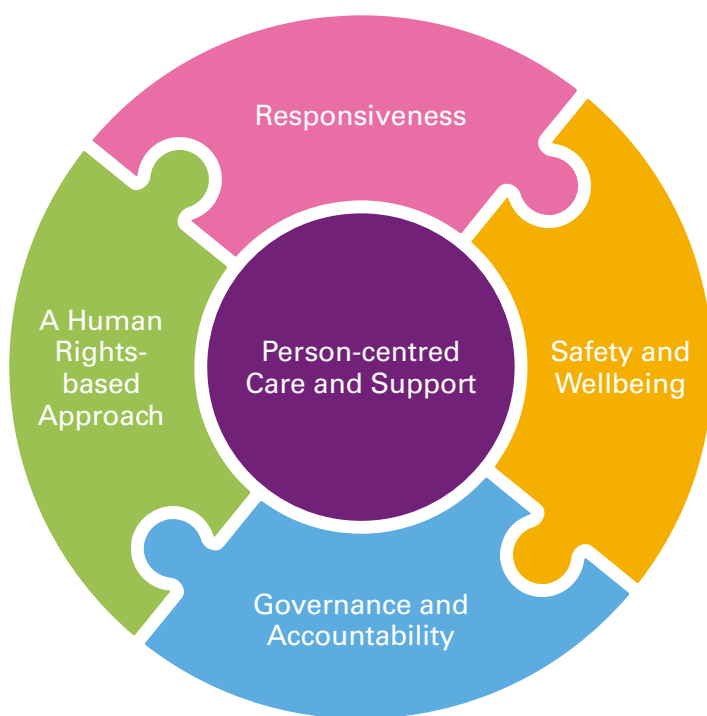 Responsiveness
A Human
Rights-
based
Approach
Person-centred
Care and Support
Safety and
Wellbeing
Governance and
Accountability